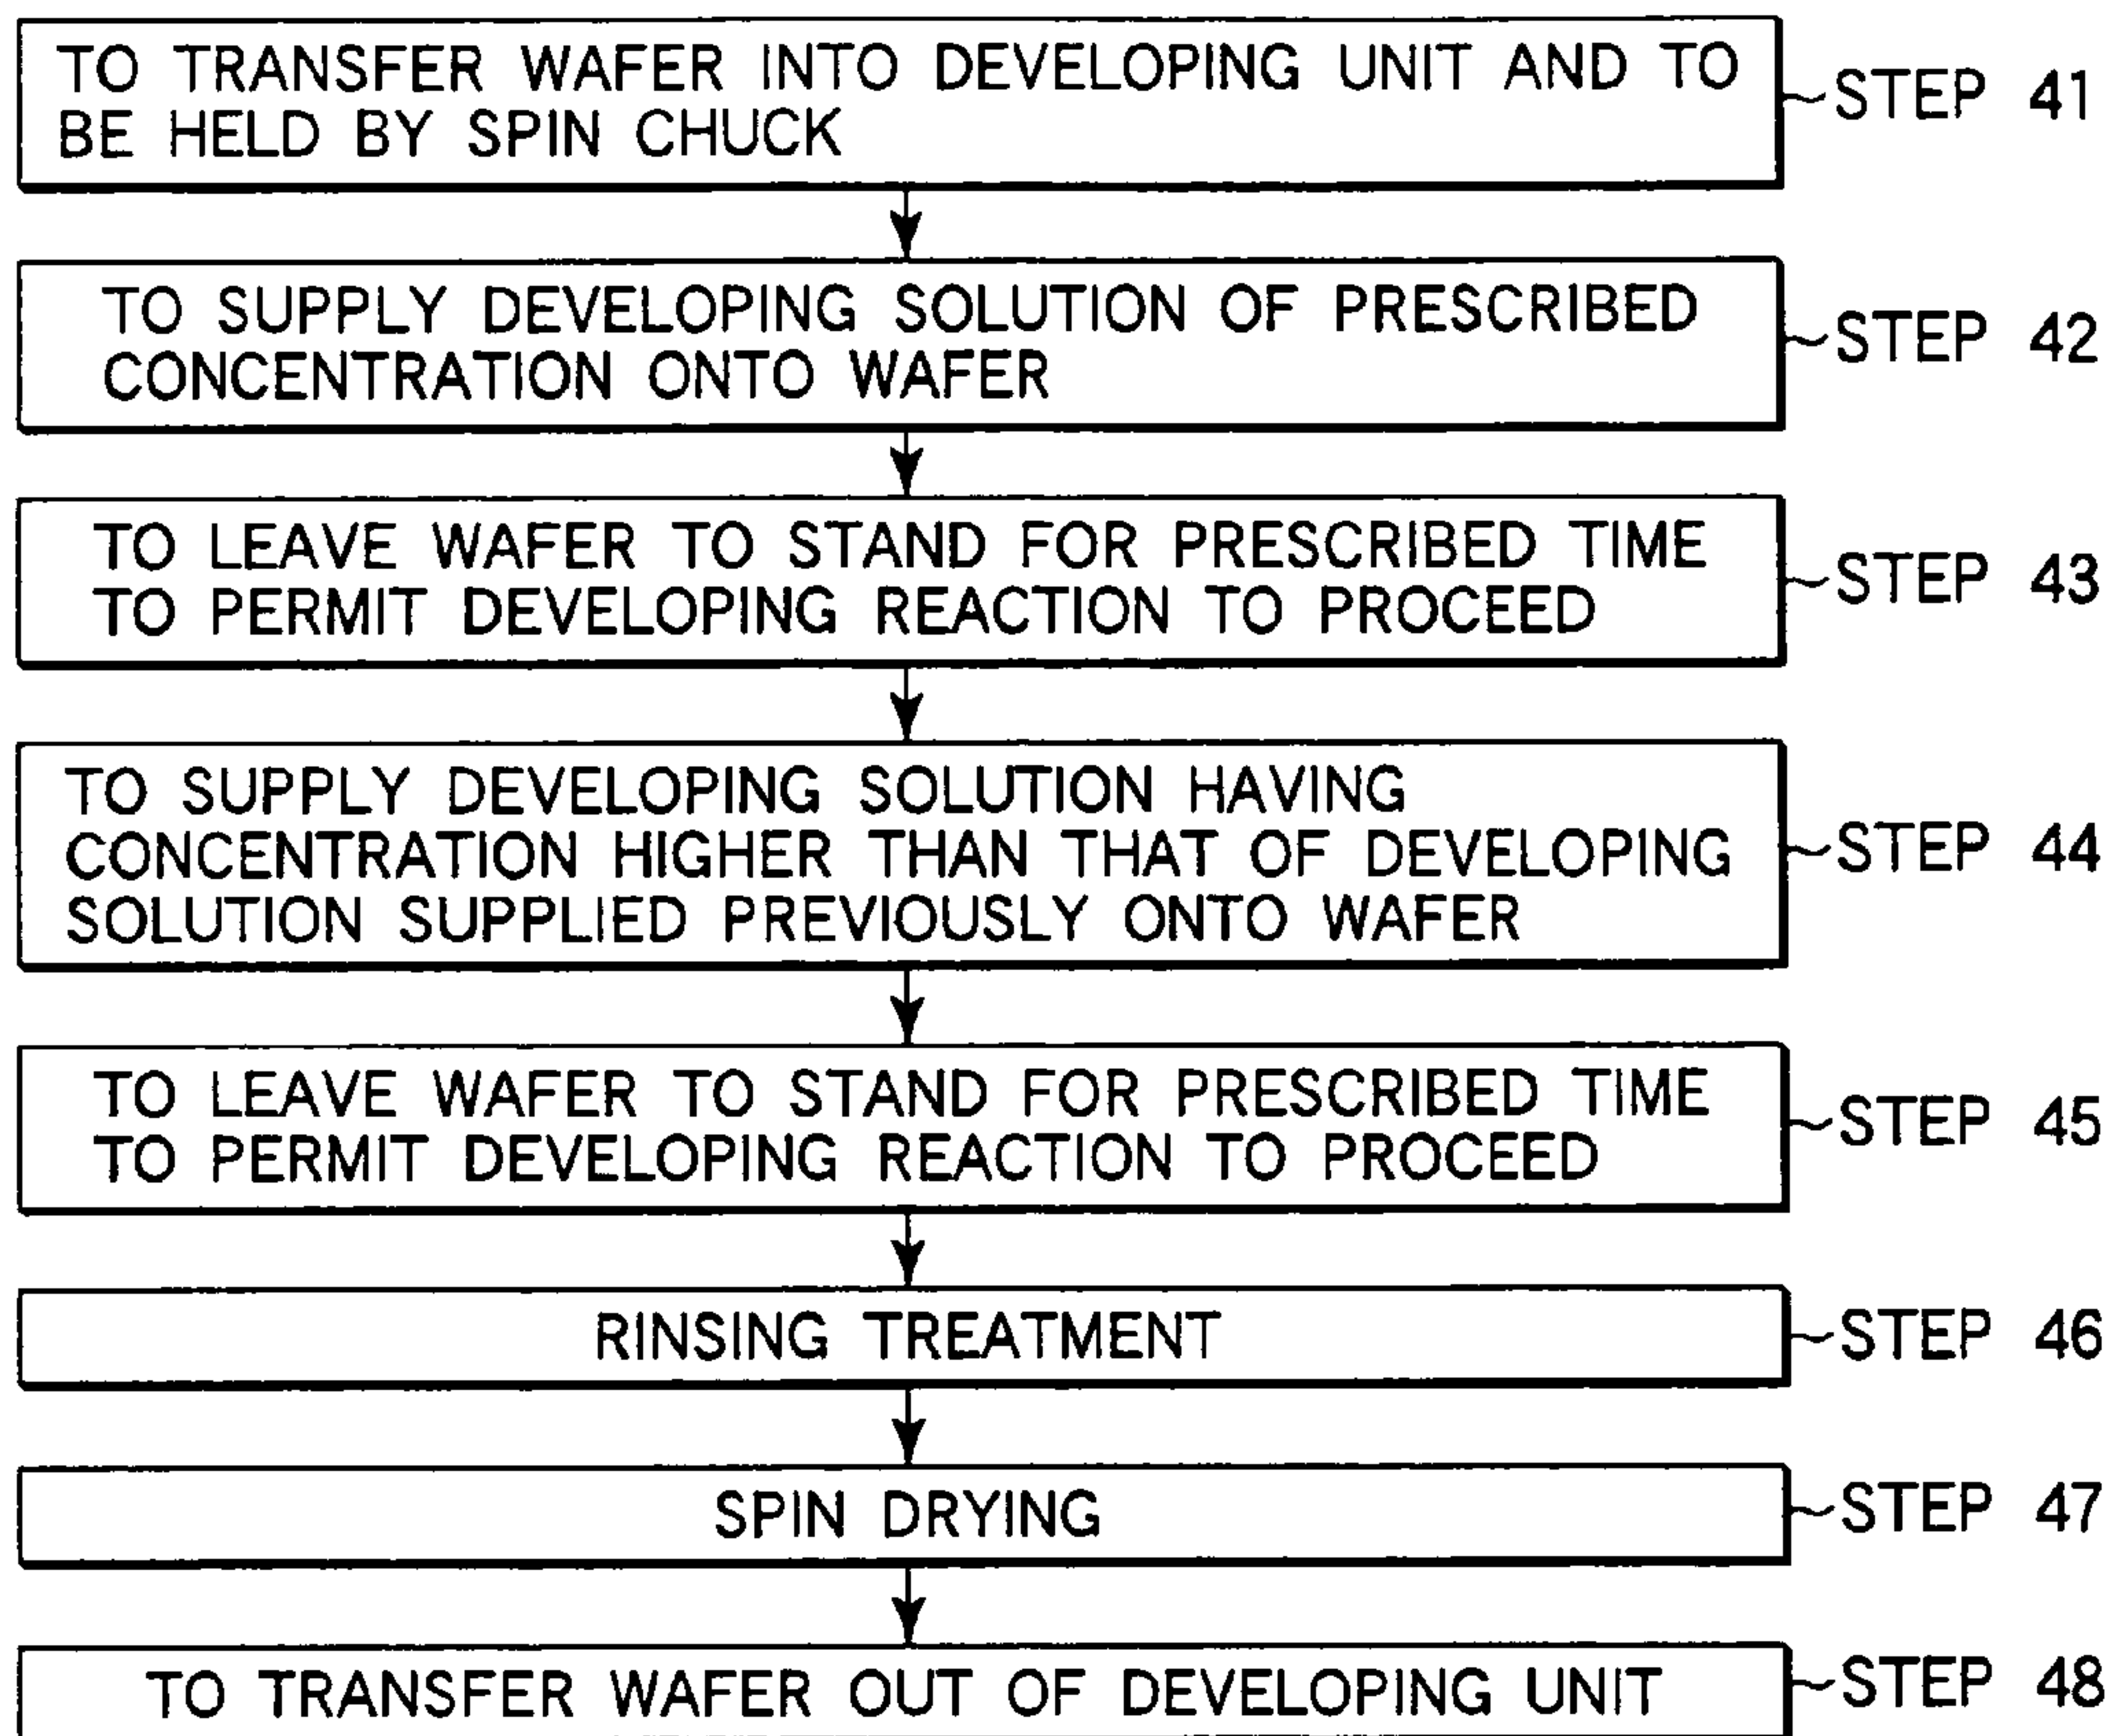 TO TRANSFER WAFER INTO DEVELOPING UNIT AND TO
BE HELD BY SPIN CHUCK
STEP 41
TO SUPPLY DEVELOPING SOLUTION OF PRESCRIBED
CONCENTRATION ONTO WAFER
STEP 42
TO LEAVE WAFER TO STAND FOR PRESCRIBED TIME
TO PERMIT DEVELOPING REACTION TO PROCEED
STEP 43
TO SUPPLY DEVELOPING SOLUTION HAVING
CONCENTRATION HIGHER THAN THAT OF DEVELOPING
SOLUTION SUPPLIED PREVIOUSLY ONTO WAFER
STEP 44
TO LEAVE WAFER TO STAND FOR PRESCRIBED TIME
TO PERMIT DEVELOPING REACTION TO PROCEED
STEP 45
RINSING TREATMENT
STEP 46
SPIN DRYING
STEP 47
TO TRANSFER WAFER OUT OF DEVELOPING UNIT
STEP 48